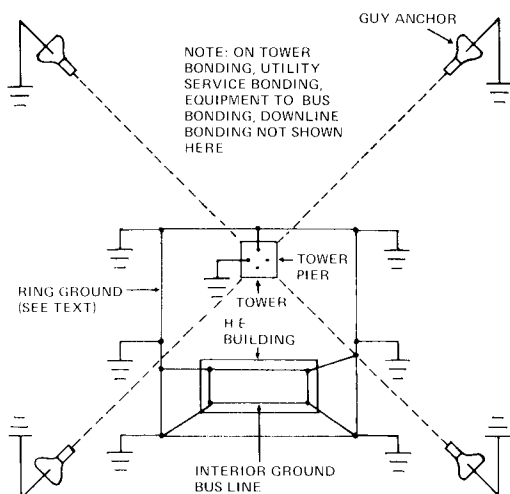 GUY ANCHOR
NOTE: ON TOWER
BONDING, UTILITY
SERVICE BONDING,
EQUIPMENT TO BUS
BONDING, DOWNLINE
BONDING NOT SHOWN
HERE
TOWER
PIER
RING GROUND
(SEE TEXT)
TOWER
H E
BUILDING
INTERIOR GROUND
BUS LINE